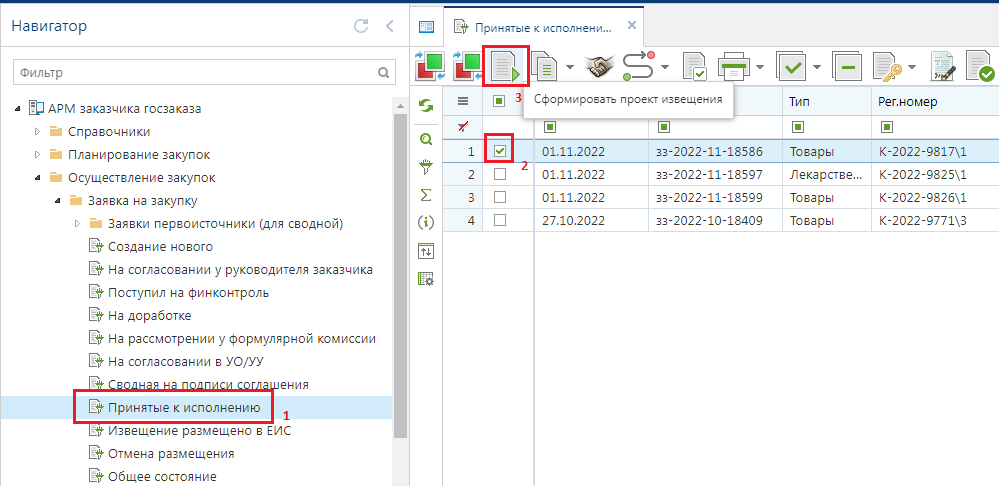 Навигатор
Фильтр
АРМ заказчика госзаказа
Справочники
Планирование закупок
Осуществление закупок
Заявка на закупку
Заявки первоисточники (для сводной)
Создание нового
На согласовании у руководителя заказчика
Поступил на финконтроль
На доработке
На рассмотрении у формулярной комиссии
На согласовании в УО/УУ
Сводная на подписи соглашения
Принятые к исполнению 1
Извещение размещено в ЕИС
Отмена размещения
Общее состояние
Принятые к исполнени...
3 Сформировать проект извещения
Тип Рег.номер
1 01.11.2022 зз-2022-11-18586 Товары К-2022-9817\1
2
2 01.11.2022 зз-2022-11-18597 Лекарстве... К-2022-9825\1
3 01.11.2022 зз-2022-11-18599 Товары К-2022-9826\1
4 27.10.2022 зз-2022-10-18409 Товары К-2022-9771\3